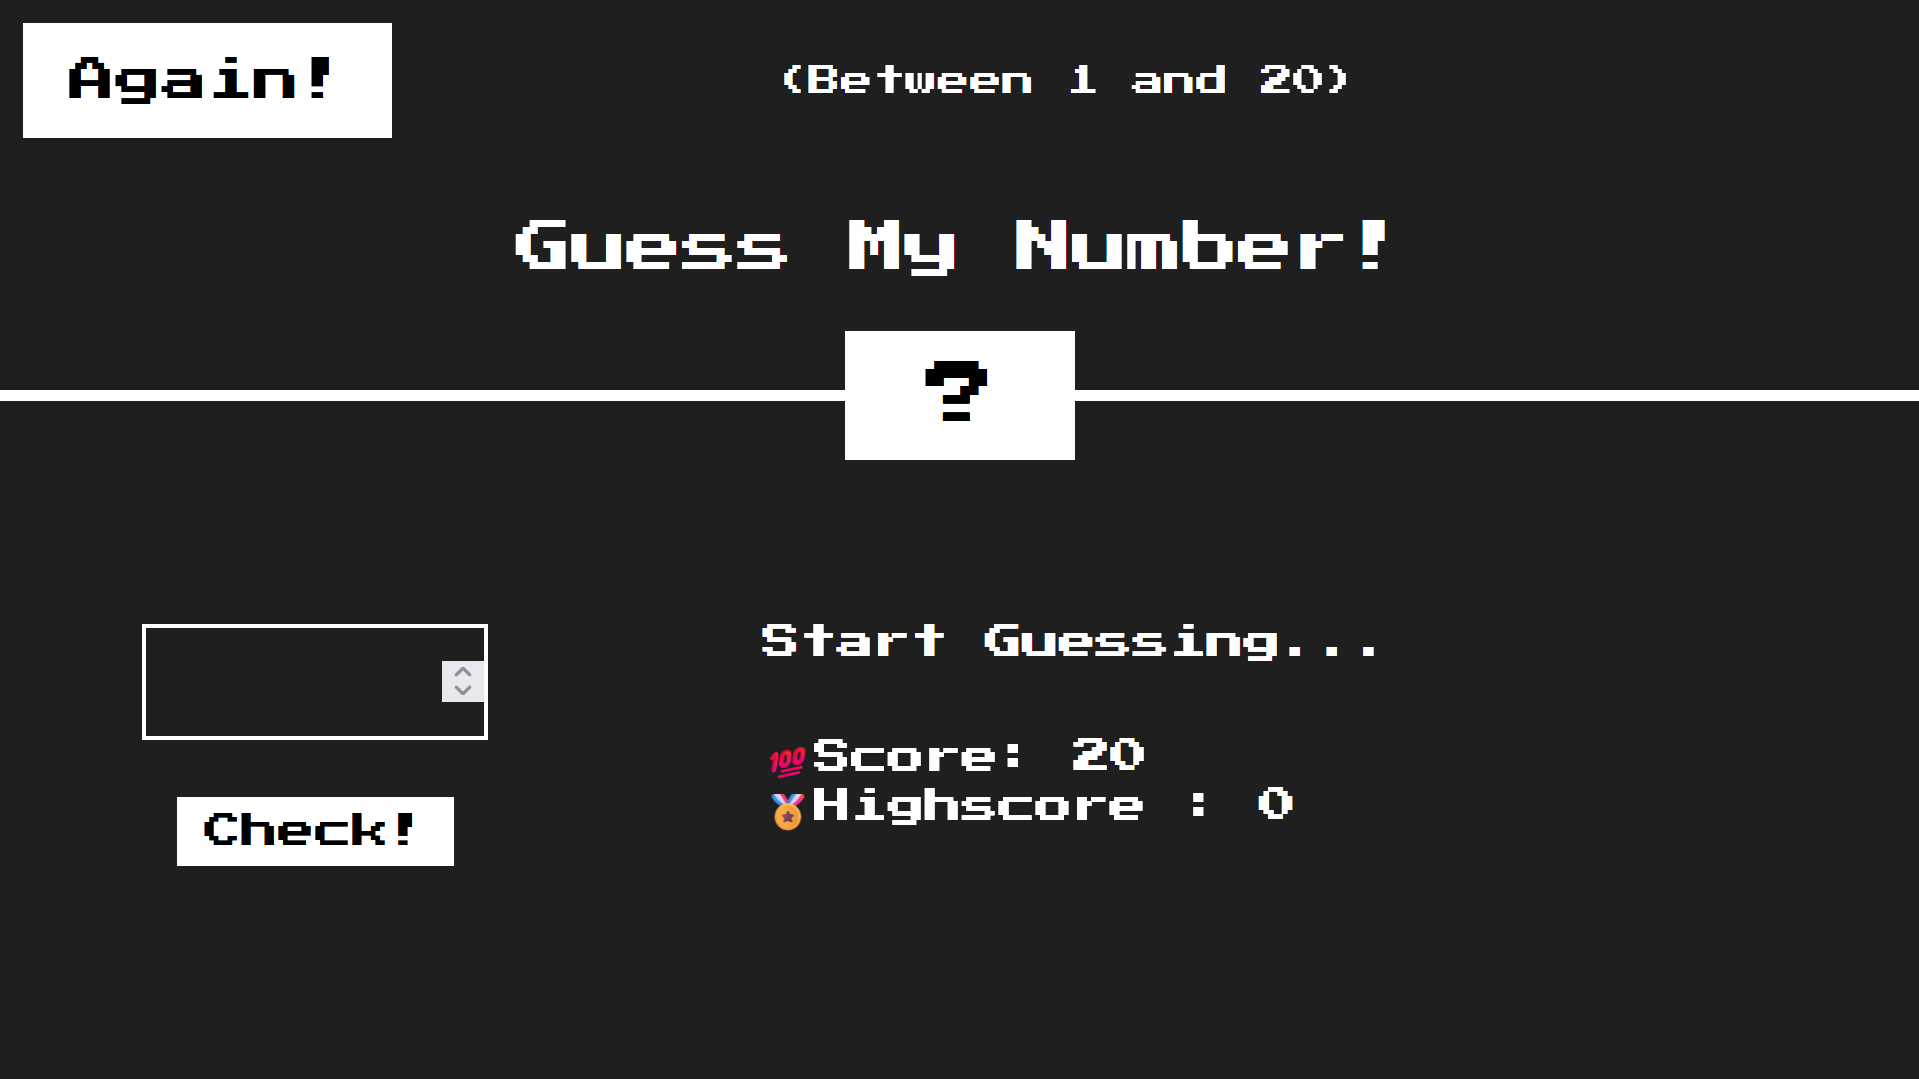 Again!
(Between 1 and 20)
Guess My Number!
?
Start Guessing...
💯Score: 20
🏅Highscore : 0
Check!